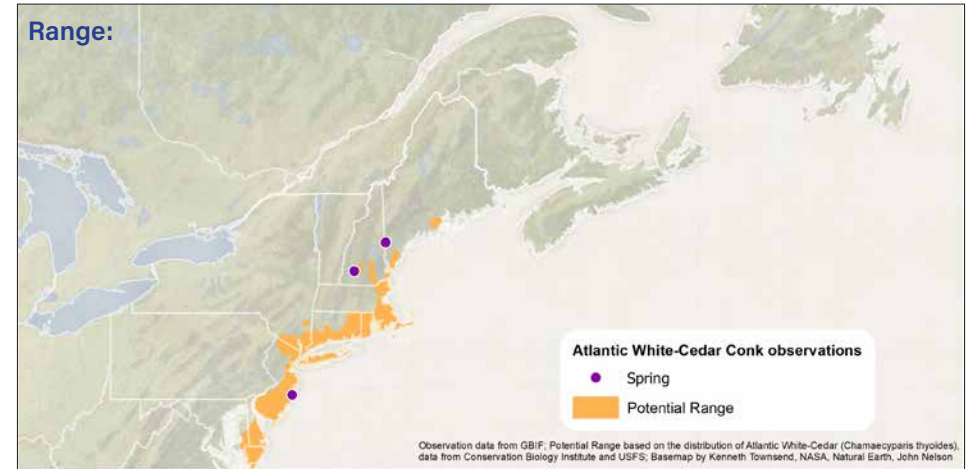 Range:
Atlantic White-Cedar Conk observations
Spring
Potential Range
Observation data from GBIF; Potential Range based on the distribution of Atlantic White-Cedar (Chamaecyparis thyoides),
data from Conservation Biology Institute and USFS; Basemap by Kenneth Townsend, NASA, Natural Earth, John Nelson